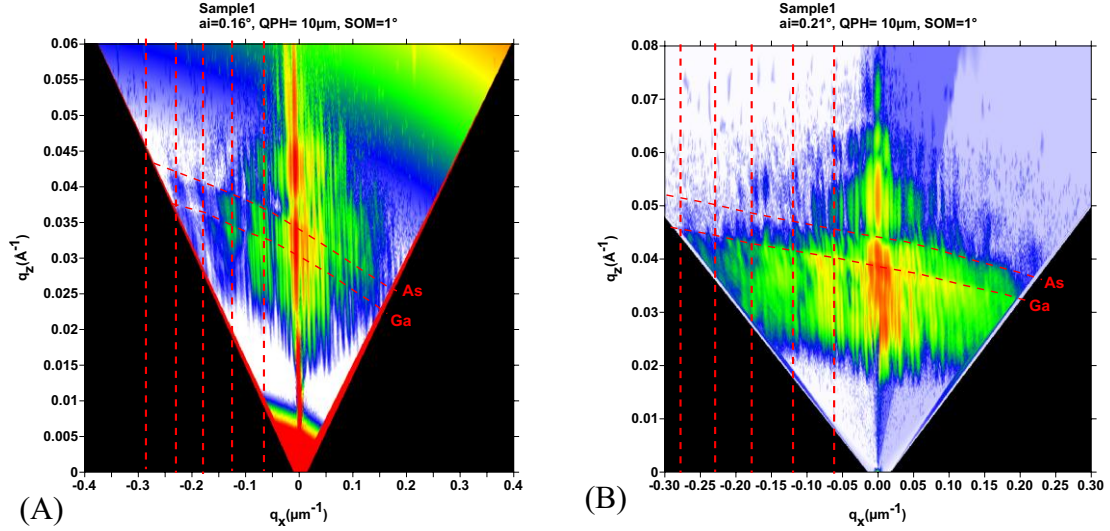 Sample1
ai=0.16°, QPH= 10µm, SOM=1°
0.06
0.055
0.05
0.045
0.04
0.035
0.03
0.025
0.02
0.015
0.01
0.005
0
q_z(A⁻¹)
As
Ga
-0.4 -0.3 -0.2 -0.1 0 0.1 0.2 0.3 0.4
q_x(µm⁻¹)
(A)
Sample1
ai=0.21°, QPH= 10µm, SOM=1°
0.08
0.07
0.06
0.05
0.04
0.03
0.02
0.01
0.00
q_z(A⁻¹)
As
Ga
-0.30 -0.25 -0.20 -0.15 -0.10 -0.05 0.00 0.05 0.10 0.15 0.20 0.25 0.30
q_x(µm⁻¹)
(B)